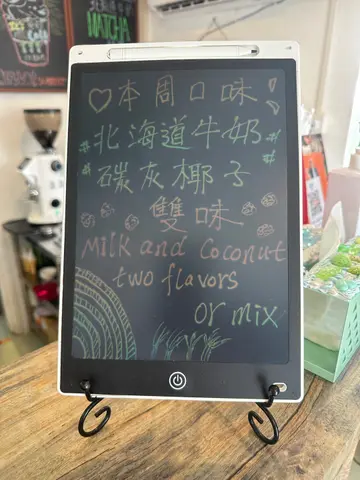 MATCHA
♡本周口味
北海道牛奶
碳灰椰子
雙味
Milk and Coconut
two flavors
or mix